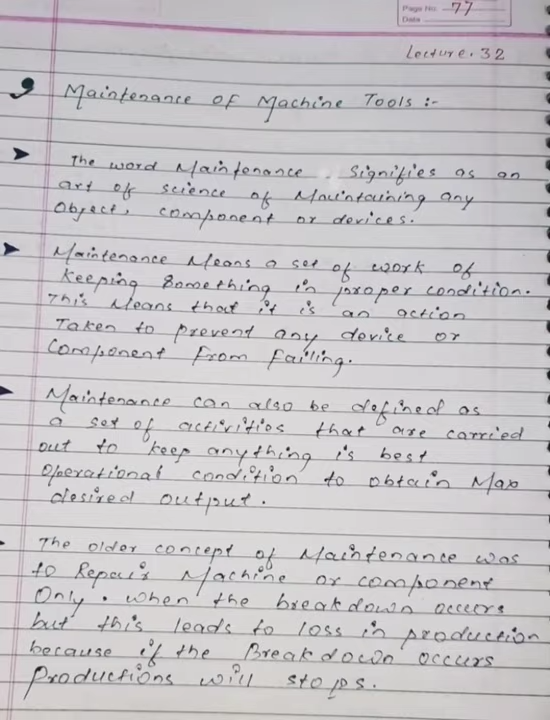 Page No. 77
Date
Lecture. 32
Maintenance of Machine Tools :-
The word Maintenance Signifies as an
art of science of Mauntaining any
Object, component or devices.
Maintenance Means a set of work of
keeping Something in proper condition.
This Means that it is an action
Taken to prevent any device or
Component from failing.
Maintenance can also be defined as
a set of activities that are carried
out to keep anything is best
Operational condition to obtain Max
desired output.
The older concept of Maintenance was
to Repair Machine or component
Only. when the breakdown occurs
but this leads to loss in production
because if the Breakdown occurs
Productions will stops.